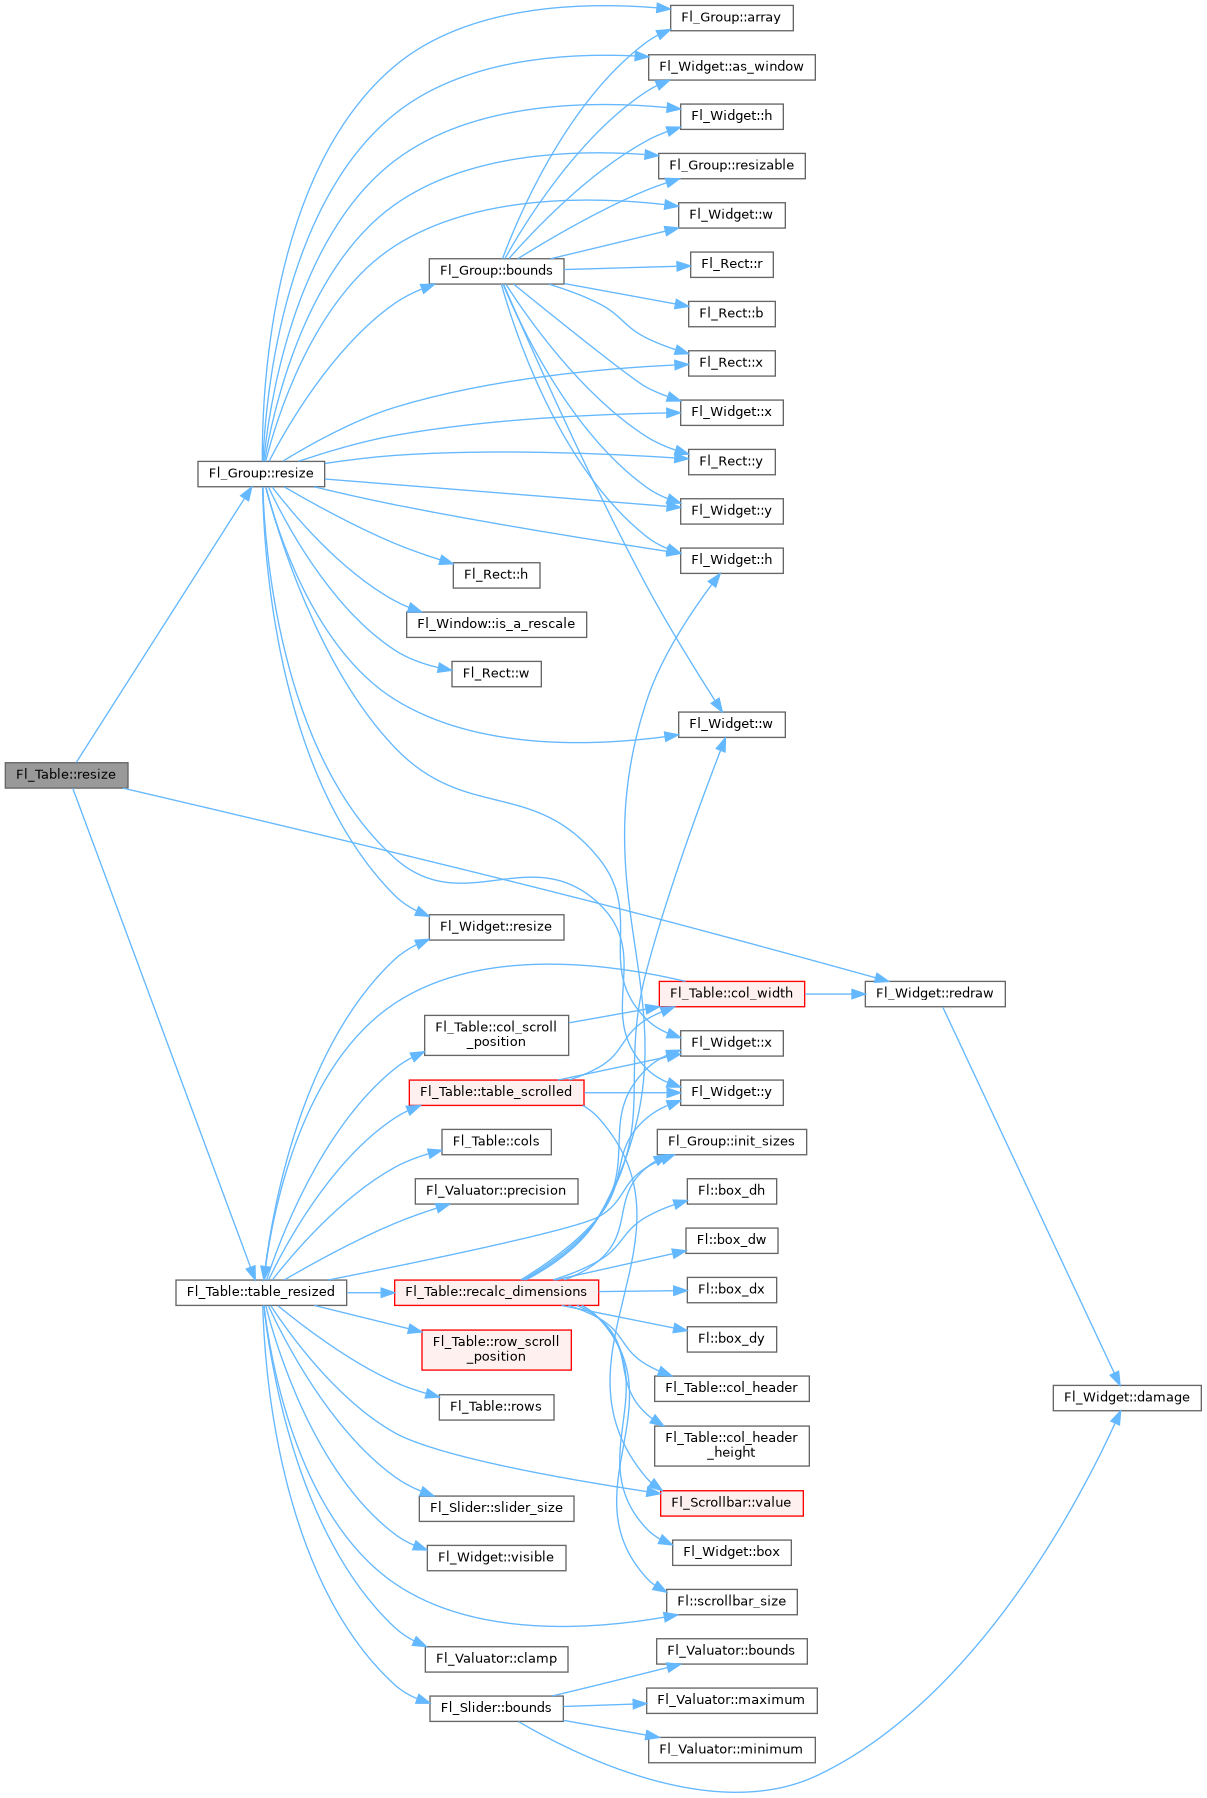 Fl_Group::array
Fl_Widget::as_window
Fl_Widget::h
Fl_Group::resizable
Fl_Widget::w
Fl_Group::bounds
Fl_Rect::r
Fl_Rect::b
Fl_Rect::x
Fl_Widget::x
Fl_Rect::y
Fl_Group::resize
Fl_Widget::y
Fl_Widget::h
Fl_Rect::h
Fl_Window::is_a_rescale
Fl_Rect::w
Fl_Widget::w
Fl_Table::resize
Fl_Widget::resize
Fl_Table::col_width
Fl_Widget::redraw
Fl_Table::col_scroll
_position
Fl_Widget::x
Fl_Table::table_scrolled
Fl_Widget::y
Fl_Table::cols
Fl_Group::init_sizes
Fl_Valuator::precision
Fl::box_dh
Fl::box_dw
Fl_Table::table_resized
Fl_Table::recalc_dimensions
Fl::box_dx
Fl_Table::row_scroll
_position
Fl::box_dy
Fl_Table::col_header
Fl_Widget::damage
Fl_Table::rows
Fl_Table::col_header
_height
Fl_Scrollbar::value
Fl_Slider::slider_size
Fl_Widget::box
Fl_Widget::visible
Fl::scrollbar_size
Fl_Valuator::clamp
Fl_Valuator::bounds
Fl_Slider::bounds
Fl_Valuator::maximum
Fl_Valuator::minimum